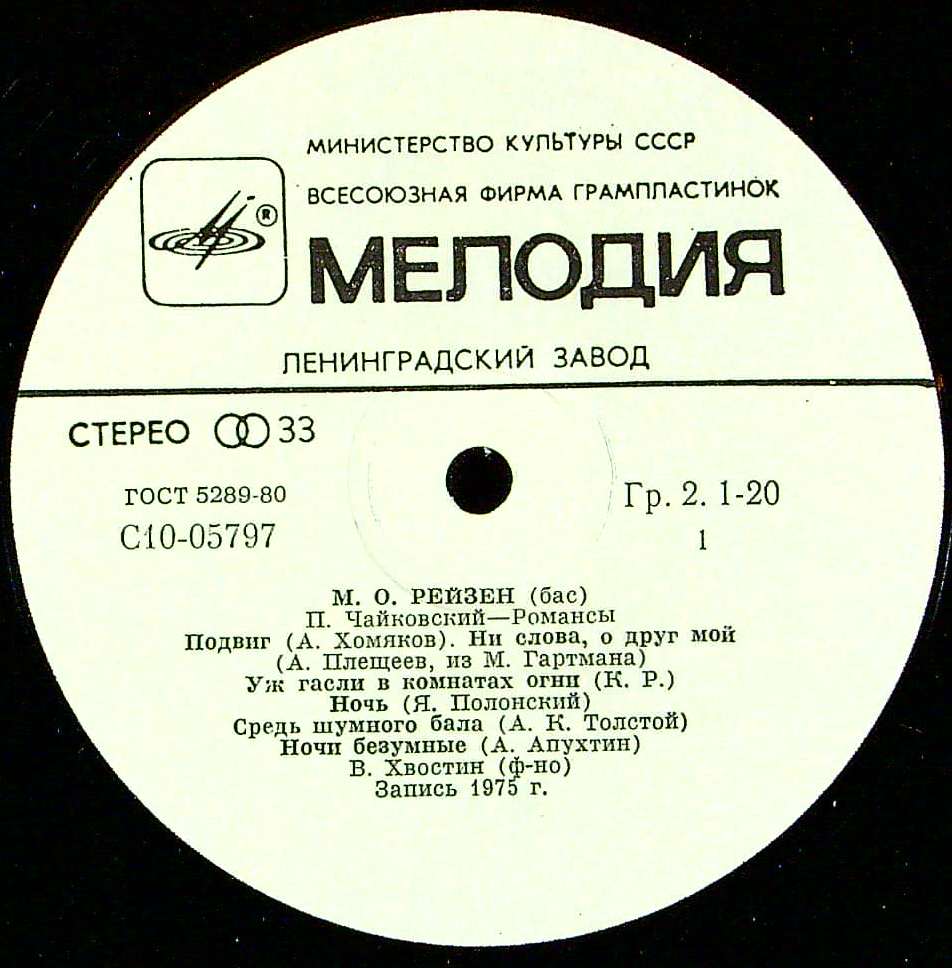 МИНИСТЕРСТВО КУЛЬТУРЫ СССР
ВСЕСОЮЗНАЯ ФИРМА ГРАМПЛАСТИНОК
®
МЕЛОДИЯ
ЛЕНИНГРАДСКИЙ ЗАВОД
СТЕРЕО 33
ГОСТ 5289-80
С10-05797
Гр. 2. 1-20
1
М. О. РЕЙЗЕН (бас)
П. Чайковский—Романсы
Подвиг (А. Хомяков). Ни слова, о друг мой
(А. Плещеев, из М. Гартмана)
Уж гасли в комнатах огни (К. Р.)
Ночь (Я. Полонский)
Средь шумного бала (А. К. Толстой)
Ночи безумные (А. Апухтин)
В. Хвостин (ф-но)
Запись 1975 г.